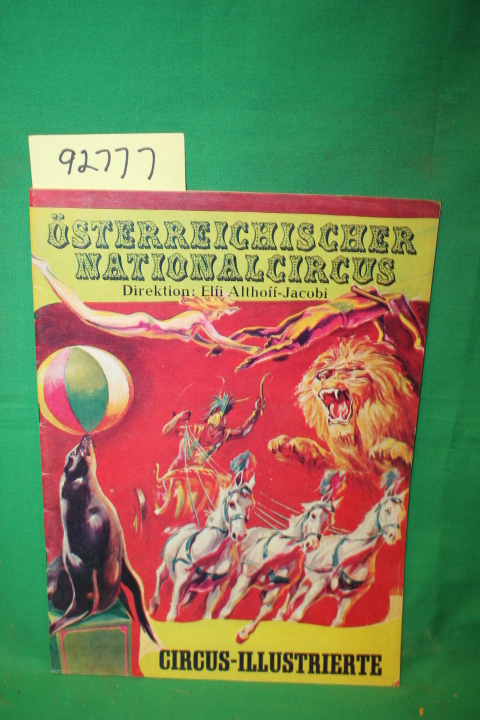 92777
ÖSTERREICHISCHER
NATIONALCIRCUS
Direktion: Elfi Althoff-Jacobi
CIRCUS-ILLUSTRIERTE